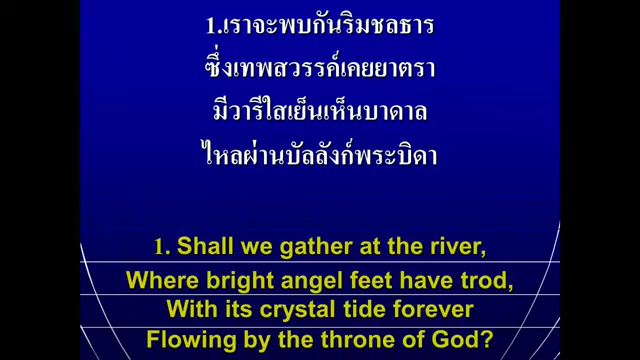 1.เราจะพบกันริมชลธาร
ซึ่งเทพสวรรค์เคยยาตรา
มีวารีใสเย็นเห็นบาดาล
ไหลผ่านบัลลังก์พระบิดา
1. Shall we gather at the river,
Where bright angel feet have trod,
With its crystal tide forever
Flowing by the throne of God?